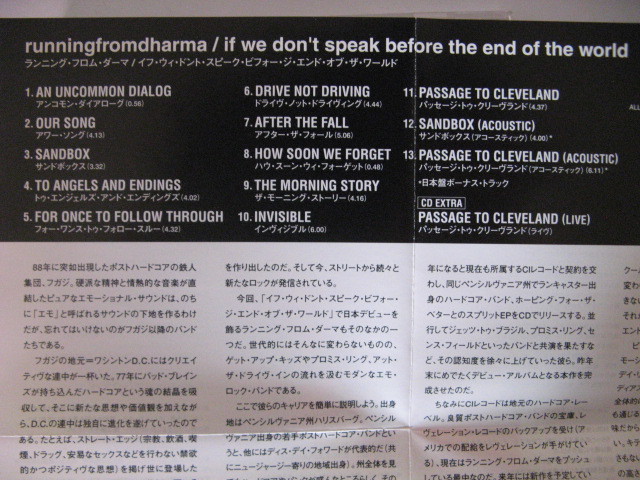 runningfromdharma / if we don't speak before the end of the world
ランニング・フロム・ダーマ / イフ・ウィ・ドント・スピーク・ビフォー・ジ・エンド・オブ・ザ・ワールド
1. AN UNCOMMON DIALOG
アンコモン・ダイアローグ (0.56)
2. OUR SONG
アワー・ソング (4.13)
3. SANDBOX
サンドボックス (3.32)
4. TO ANGELS AND ENDINGS
トゥ・エンジェルズ・アンド・エンディングズ (4.02)
5. FOR ONCE TO FOLLOW THROUGH
フォー・ワンス・トゥ・フォロー・スルー (4.32)
6. DRIVE NOT DRIVING
ドライヴ・ノット・ドライヴィング (4.44)
7. AFTER THE FALL
アフター・ザ・フォール (5.06)
8. HOW SOON WE FORGET
ハウ・スーン・ウィ・フォーゲット (0.48)
9. THE MORNING STORY
ザ・モーニング・ストーリー (4.16)
10. INVISIBLE
インヴィジブル (6.00)
11. PASSAGE TO CLEVELAND
パッセージ・トゥ・クリーヴランド (4.37)
12. SANDBOX (ACOUSTIC)
サンドボックス (アコースティック) (4.00)*
13. PASSAGE TO CLEVELAND (ACOUSTIC)
パッセージ・トゥ・クリーヴランド (アコースティック) (6.11)*
*日本盤ボーナス・トラック
CD EXTRA
PASSAGE TO CLEVELAND (LIVE)
パッセージ・トゥ・クリーヴランド (ライヴ)
88年に突如出現したポストハードコアの鉄人
集団、フガジ。硬派な精神と情熱的な音楽が直
結したピュアなエモーショナル・サウンドは、のち
に「エモ」と呼ばれるサウンドの下地を作るわけ
だが、忘れてはいけないのがフガジ以降のバンド
たちである。
フガジの地元=ワシントンD.C.にはクリエイ
ティヴな連中が一杯いた。77年にバッド・ブレイン
ズが持ち込んだハードコアという魂の結晶を吸
収して、そこに新たな思想や価値観を加えなが
ら、D.C.の連中は独自に進化を遂げていったので
ある。たとえば、ストレート・エッジ(宗教、飲酒、喫
煙、ドラッグ、安易なセックスなどを行わない禁欲
的かつポジティヴな思想)を掲げ世に登場した
を作り出したのだ。そして今、ストリートから続々と
新たなロックが発信されている。
今回、「イフ・ウィ・ドント・スピーク・ビフォー・
ジ・エンド・オブ・ザ・ワールド」で日本デビューを
飾るランニング・フロム・ダーマもそのなかの一
つだ。世代的にはそんなに変わらないものの、
ゲット・アップ・キッズやプロミス・リング、アット・
ザ・ドライヴ・インの流れを汲むモダンなエモ・
ロック・バンドである。
ここで彼らのキャリアを簡単に説明しよう。出身
地はペンシルヴァニア州ハリスバーグ。ペンシル
ヴァニア出身の若手ポストハードコア・バンドとい
うと、他にはディス・デイ・フォワードが代表的だ(共
にニュージャージー寄りの地域出身)。州全体を見
年になると現在も所属するCIレコードと契約を交
わし、同じペンシルヴァニア州でランキャスター出
身のハードコア・バンド、ホーピング・フォー・ザ・
ベターとのスプリットEPをCDでリリースする。並
行してジェッツ・トゥ・ブラジル、プロミス・リング、セ
ンス・フィールドといったバンドと共演を果たすな
ど、その認知度を徐々に上げていった彼ら。昨年
末にめでたくデビュー・アルバムとなる本作を完
成させたのだ。
ちなみにCIレコードは地元のハードコア・レー
ベル。良質ポストハードコア・バンドの宝庫、レ
ヴェレーション・レコードのバックアップを受け(ア
メリカでの配給をレヴェレーションが手がけてい
る)、現在はランニング・フロム・ダーマをプッシュ
している最中なのだ。来年には新作を予定してい